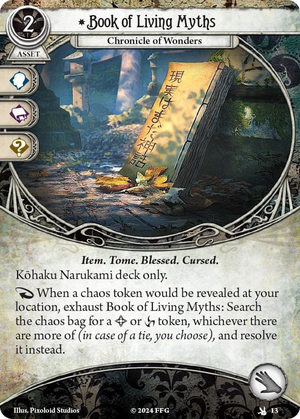 2
*Book of Living Myths
Chronicle of Wonders
ASSET
Item. Tome. Blessed. Cursed.
Kōhaku Narukami deck only.
When a chaos token would be revealed at your
location, exhaust Book of Living Myths: Search
the chaos bag for a or token, whichever there
are more of (in case of a tie, you choose), and resolve
it instead.
Illus. Pixoloid Studios
© 2024 FFG
13